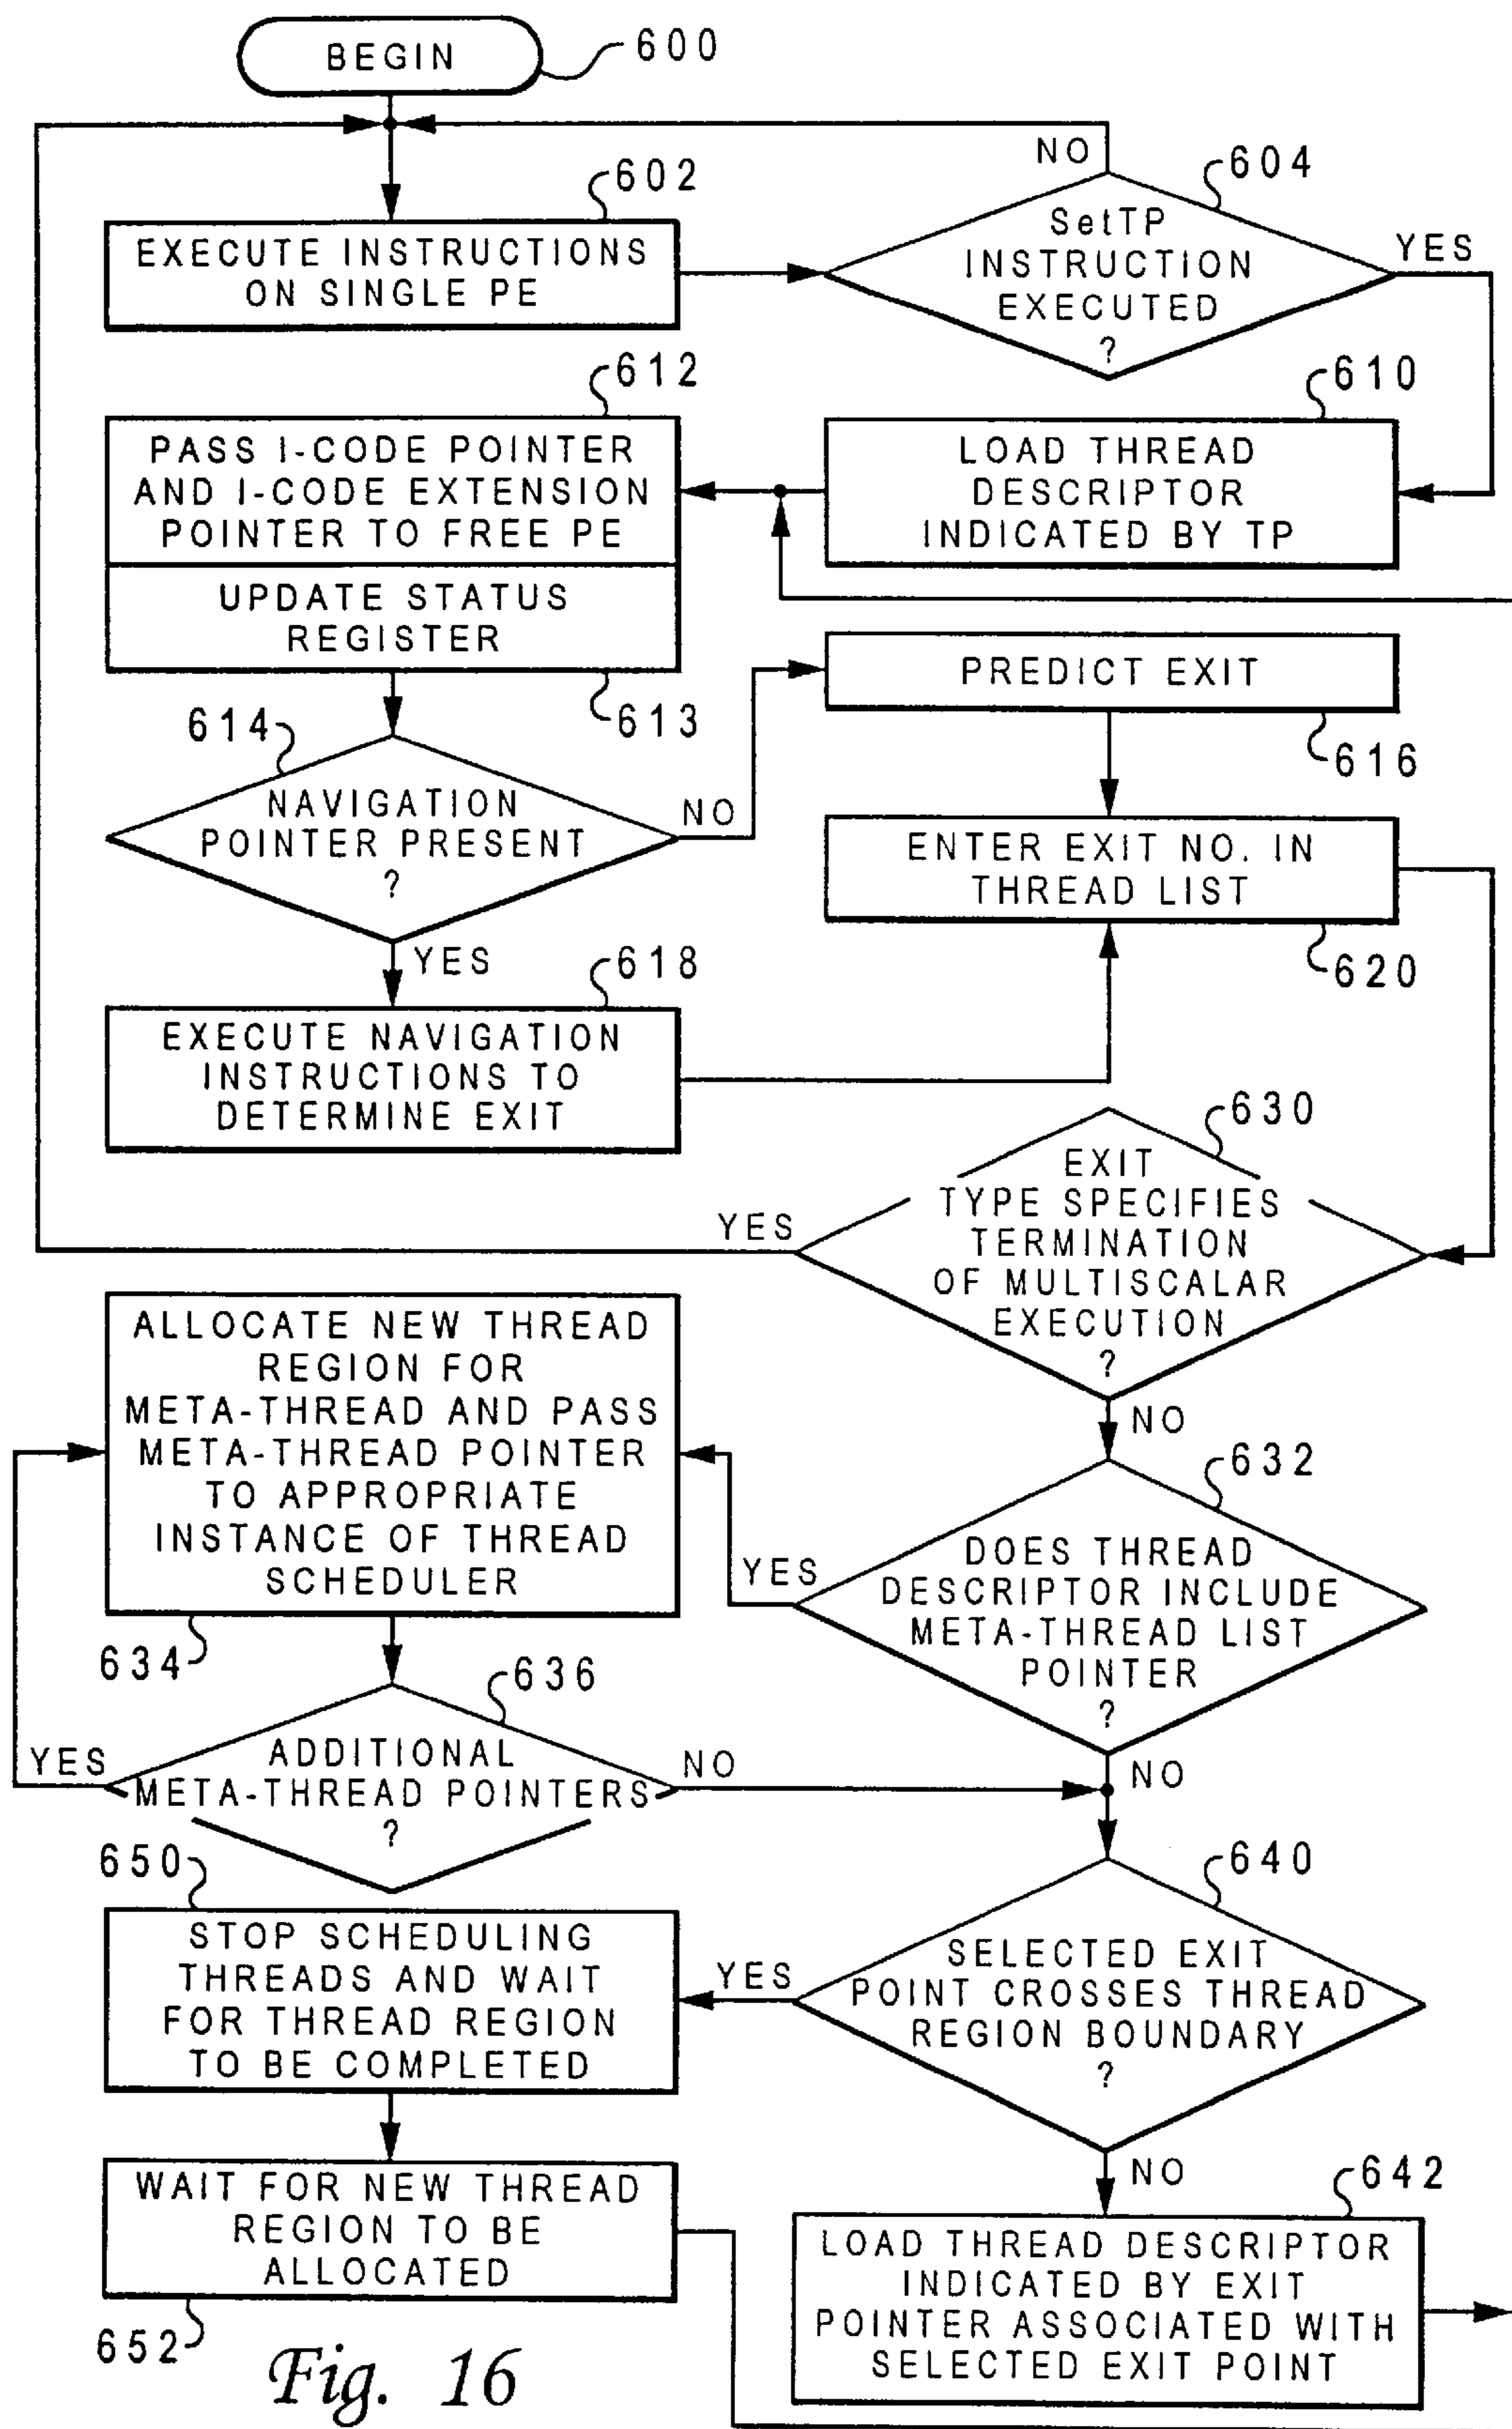 BEGIN
600
NO
604
602
SetTP
INSTRUCTION
EXECUTED
?
YES
EXECUTE INSTRUCTIONS
ON SINGLE PE
612
610
PASS I-CODE POINTER
AND I-CODE EXTENSION
POINTER TO FREE PE
LOAD THREAD
DESCRIPTOR
INDICATED BY TP
UPDATE STATUS
REGISTER
613
PREDICT EXIT
616
614
NAVIGATION
POINTER PRESENT
?
NO
ENTER EXIT NO. IN
THREAD LIST
620
YES
618
EXECUTE NAVIGATION
INSTRUCTIONS TO
DETERMINE EXIT
630
EXIT
TYPE SPECIFIES
TERMINATION
OF MULTISCALAR
EXECUTION
?
YES
NO
ALLOCATE NEW THREAD
REGION FOR
META-THREAD AND PASS
META-THREAD POINTER
TO APPROPRIATE
INSTANCE OF THREAD
SCHEDULER
634
632
DOES THREAD
DESCRIPTOR INCLUDE
META-THREAD LIST
POINTER
?
YES
NO
636
ADDITIONAL
META-THREAD POINTERS
?
YES
NO
650
640
STOP SCHEDULING
THREADS AND WAIT
FOR THREAD REGION
TO BE COMPLETED
YES
SELECTED EXIT
POINT CROSSES THREAD
REGION BOUNDARY
?
NO
642
WAIT FOR NEW THREAD
REGION TO BE
ALLOCATED
652
LOAD THREAD DESCRIPTOR
INDICATED BY EXIT
POINTER ASSOCIATED WITH
SELECTED EXIT POINT
Fig. 16